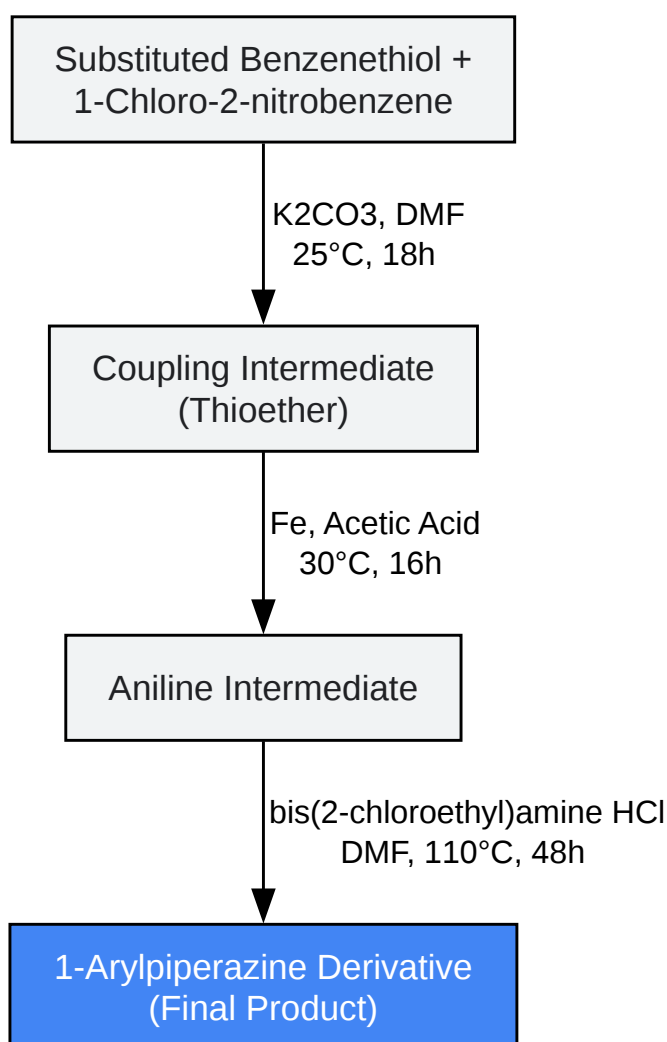 Substituted Benzenethiol +
1-Chloro-2-nitrobenzene
K2CO3, DMF
25°C, 18h
Coupling Intermediate
(Thioether)
Fe, Acetic Acid
30°C, 16h
Aniline Intermediate
bis(2-chloroethyl)amine HCl
DMF, 110°C, 48h
1-Arylpiperazine Derivative
(Final Product)